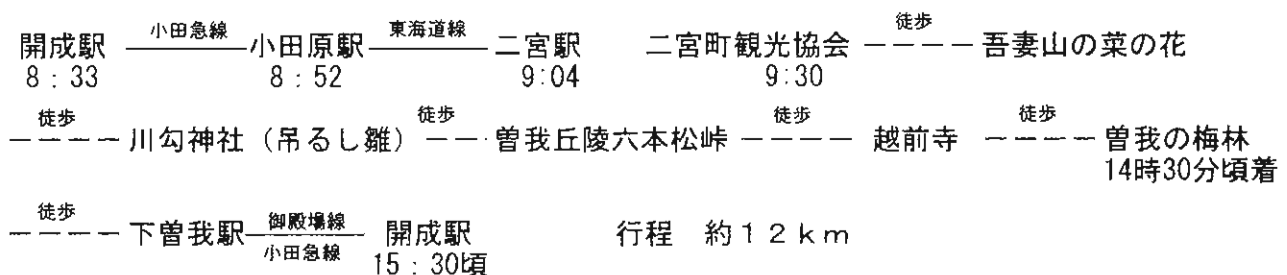 小田急線 東海道線 徒歩
開成駅 小田原駅 二宮駅 二宮町観光協会 ---- 吾妻山の菜の花
8:33 8:52 9:04 9:30
徒歩 徒歩 徒歩 徒歩
---- 川勾神社(吊るし雛) -- 曽我丘陵六本松峠 ---- 越前寺 ---- 曽我の梅林
14時30分頃着
徒歩 御殿場線
---- 下曽我駅 開成駅 行程 約12km
小田急線
15:30頃